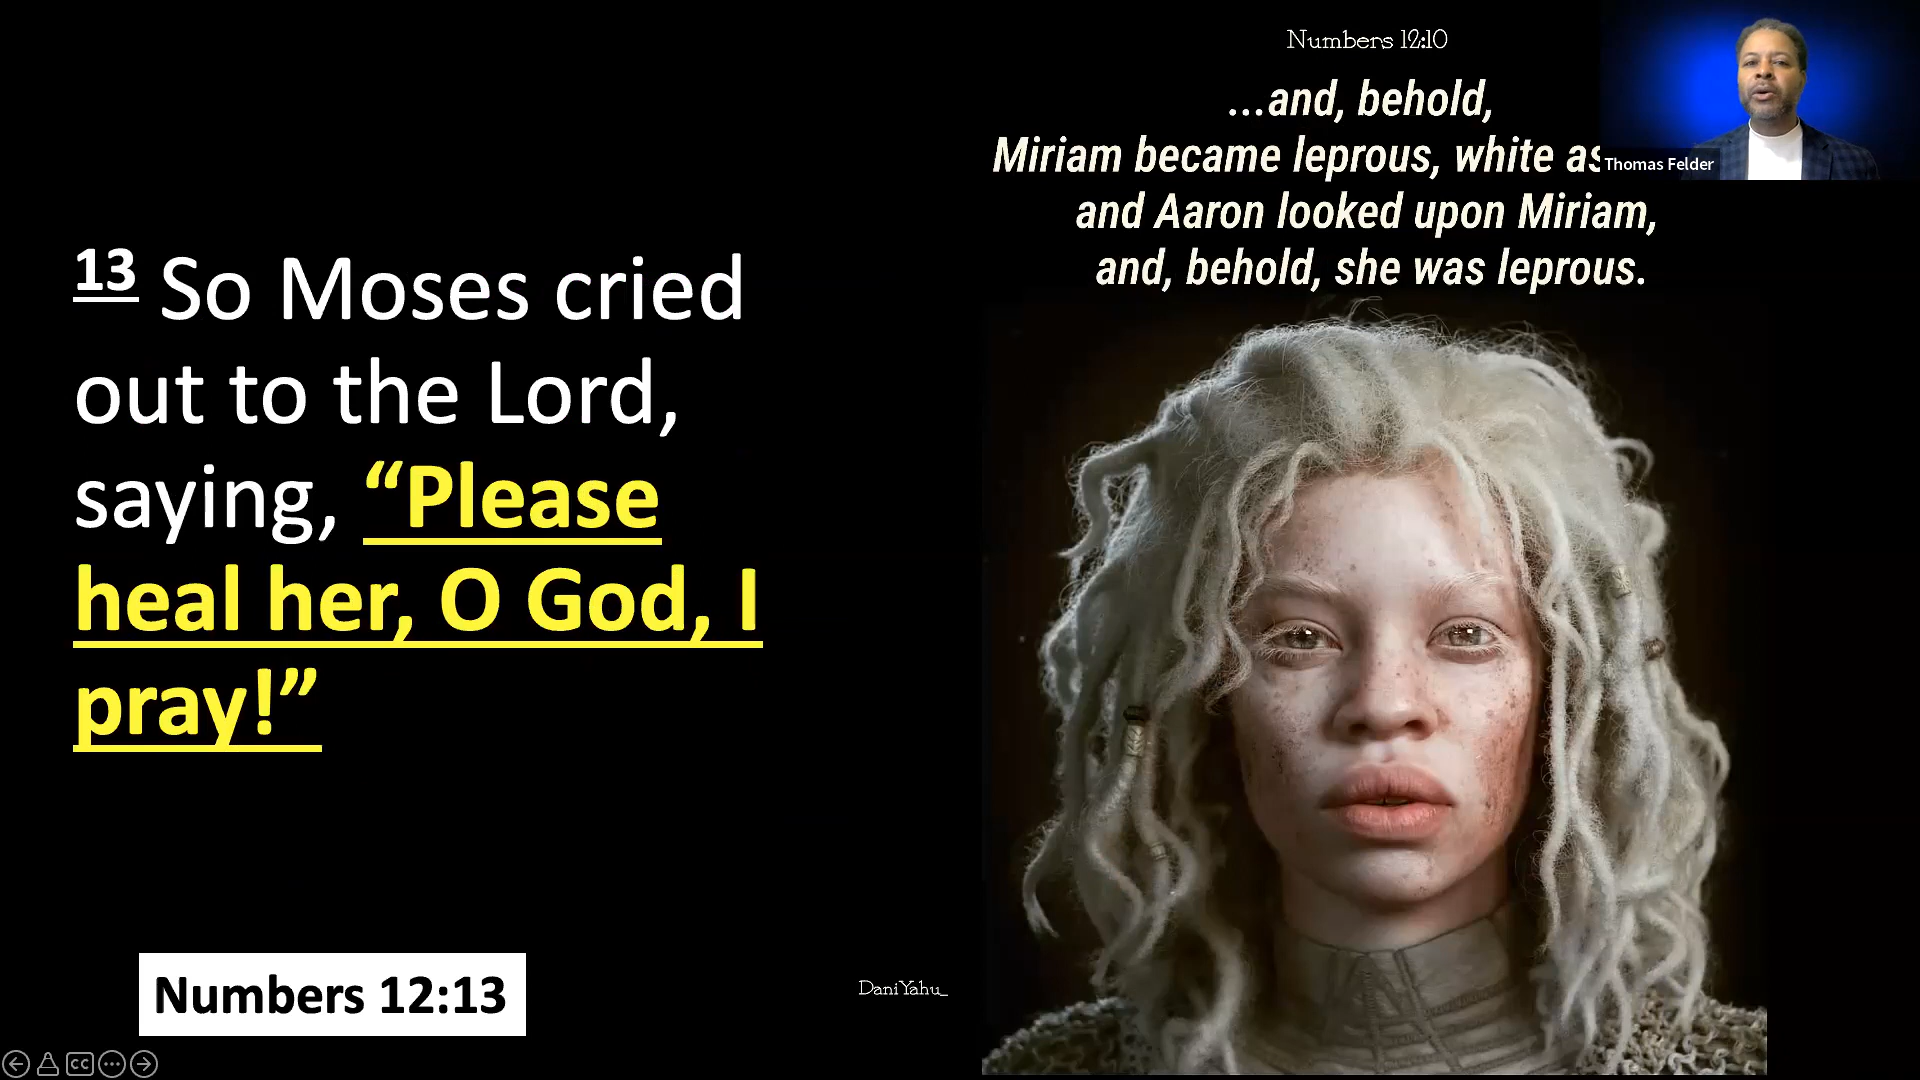 13 So Moses cried
out to the Lord,
saying, “Please
heal her, O God, I
pray!”
Numbers 12:13
Numbers 12:10
...and, behold,
Miriam became leprous, white as
and Aaron looked upon Miriam,
and, behold, she was leprous.
Thomas Felder
DaniYahu_
CC